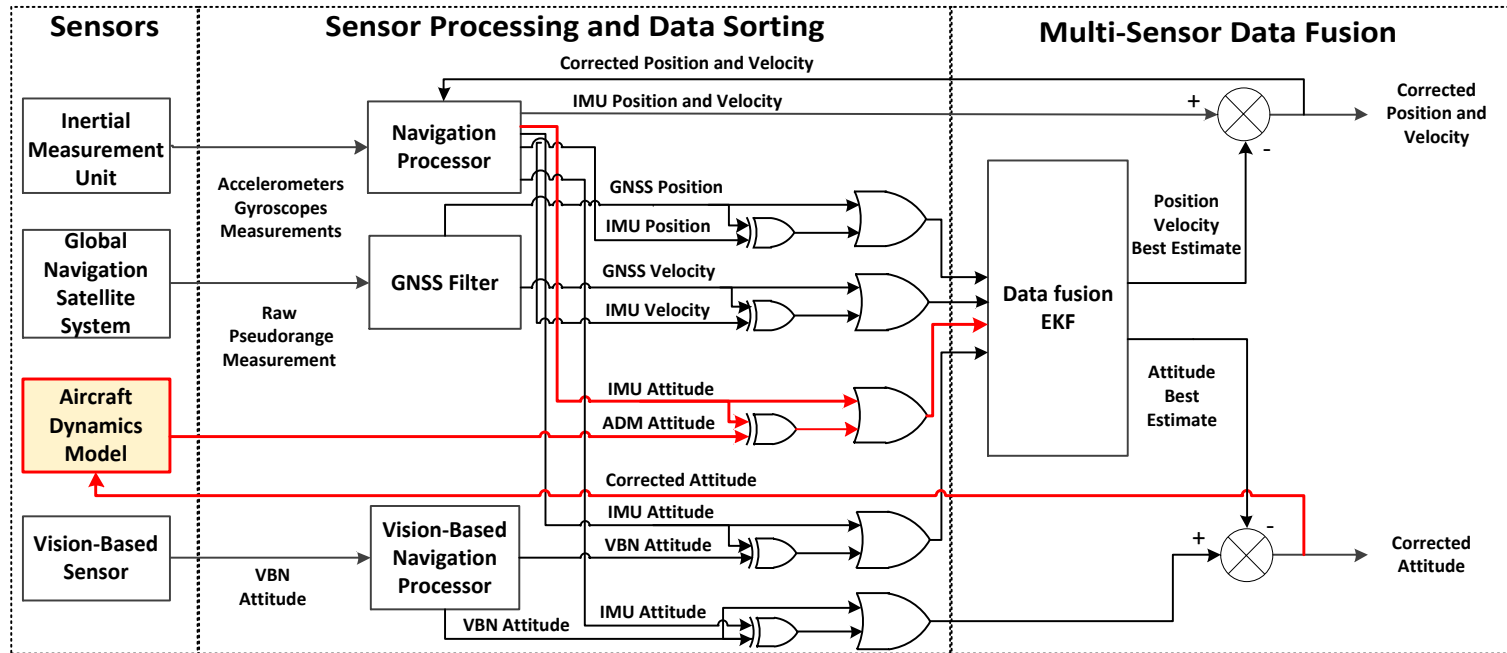 Sensors
Sensor Processing and Data Sorting
Multi-Sensor Data Fusion
Inertial
Measurement
Unit
Accelerometers
Gyroscopes
Measurements
Global
Navigation
Satellite
System
Raw
Pseudorange
Measurement
Aircraft
Dynamics
Model
Vision-Based
Sensor
VBN
Attitude
Corrected Position and Velocity
IMU Position and Velocity
Navigation
Processor
GNSS Position
IMU Position
GNSS Filter
GNSS Velocity
IMU Velocity
IMU Attitude
ADM Attitude
Corrected Attitude
Vision-Based
Navigation
Processor
IMU Attitude
VBN Attitude
IMU Attitude
VBN Attitude
Data fusion
EKF
Position
Velocity
Best Estimate
Attitude
Best
Estimate
+
-
Corrected
Position and
Velocity
-
+
Corrected
Attitude